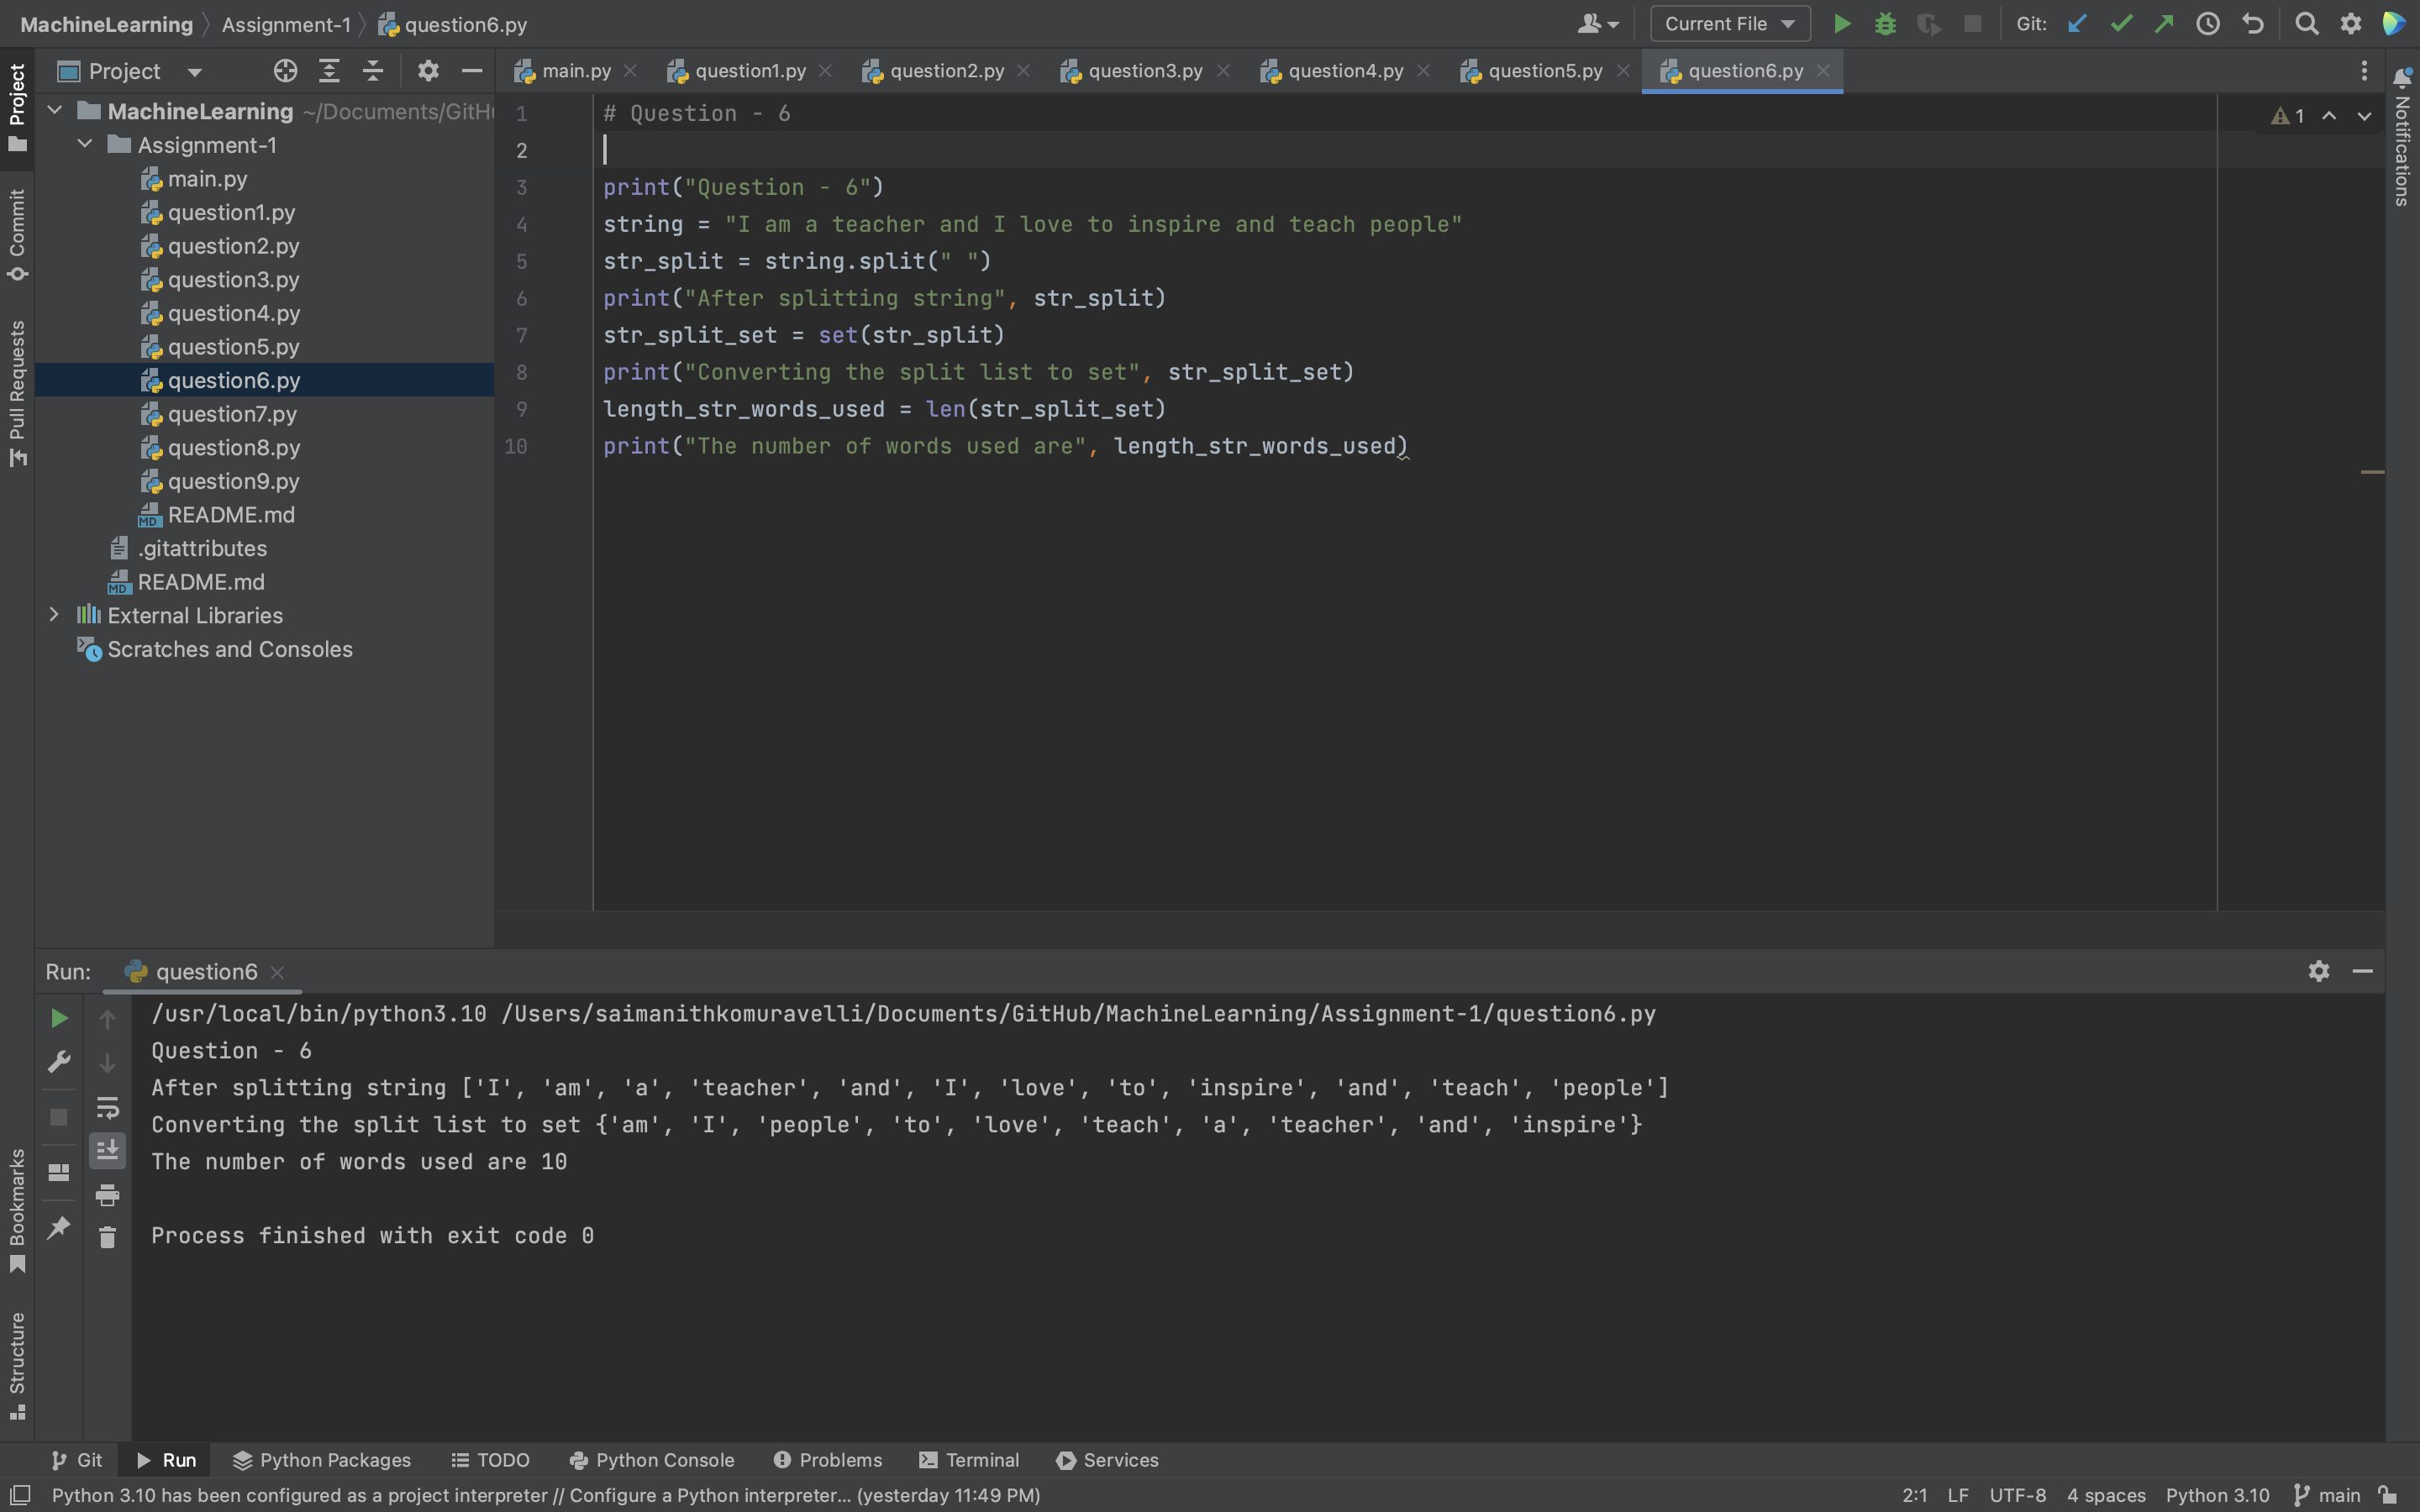 MachineLearning Assignment-1 question6.py
Current File Git:
Project
main.py question1.py question2.py question3.py question4.py question5.py question6.py
Project
Commit
Pull Requests
Bookmarks
Structure
Notifications
MachineLearning ~/Documents/GitHu
Assignment-1
main.py
question1.py
question2.py
question3.py
question4.py
question5.py
question6.py
question7.py
question8.py
question9.py
README.md
.gitattributes
README.md
External Libraries
Scratches and Consoles
1 # Question - 6
2
3 print("Question - 6")
4 string = "I am a teacher and I love to inspire and teach people"
5 str_split = string.split(" ")
6 print("After splitting string", str_split)
7 str_split_set = set(str_split)
8 print("Converting the split list to set", str_split_set)
9 length_str_words_used = len(str_split_set)
10 print("The number of words used are", length_str_words_used)
1
Run: question6
/usr/local/bin/python3.10 /Users/saimanithkomuravelli/Documents/GitHub/MachineLearning/Assignment-1/question6.py
Question - 6
After splitting string ['I', 'am', 'a', 'teacher', 'and', 'I', 'love', 'to', 'inspire', 'and', 'teach', 'people']
Converting the split list to set {'am', 'I', 'people', 'to', 'love', 'teach', 'a', 'teacher', 'and', 'inspire'}
The number of words used are 10
Process finished with exit code 0
Git Run Python Packages TODO Python Console Problems Terminal Services
Python 3.10 has been configured as a project interpreter // Configure a Python interpreter... (yesterday 11:49 PM) 2:1 LF UTF-8 4 spaces Python 3.10 main